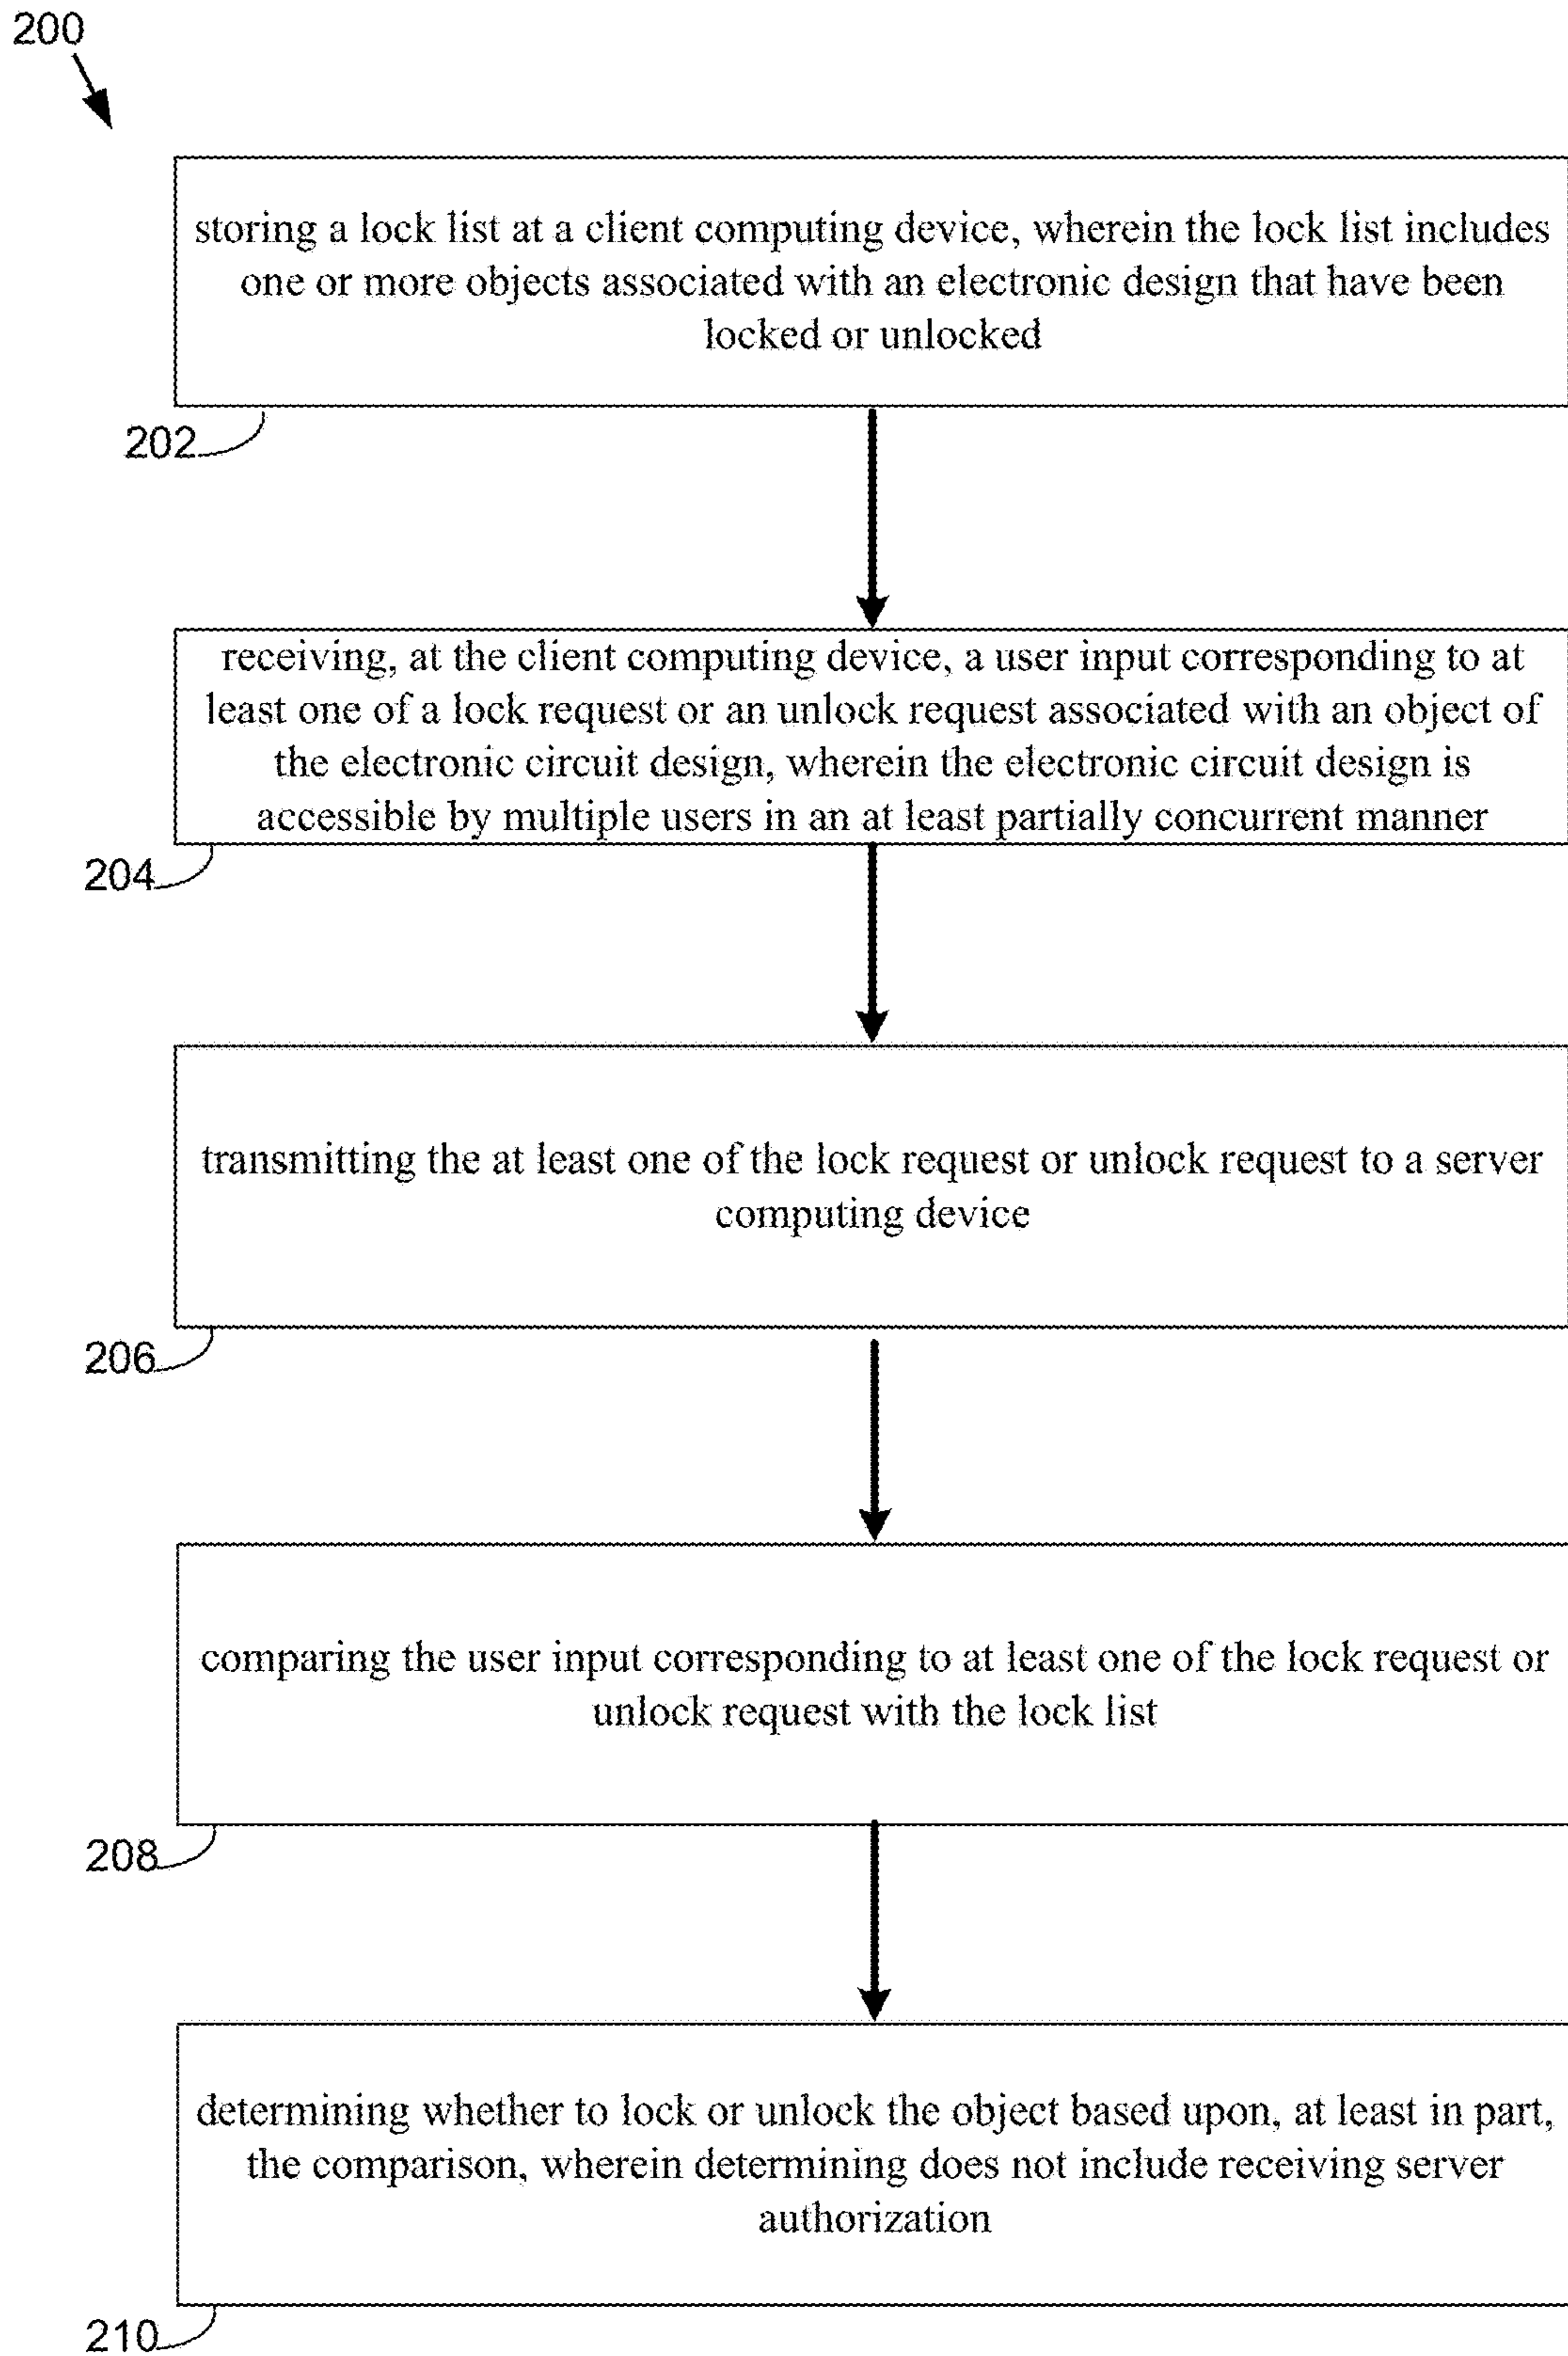 200
storing a lock list at a client computing device, wherein the lock list includes
one or more objects associated with an electronic design that have been
locked or unlocked
202
receiving, at the client computing device, a user input corresponding to at
least one of a lock request or an unlock request associated with an object of
the electronic circuit design, wherein the electronic circuit design is
accessible by multiple users in an at least partially concurrent manner
204
transmitting the at least one of the lock request or unlock request to a server
computing device
206
comparing the user input corresponding to at least one of the lock request or
unlock request with the lock list
208
determining whether to lock or unlock the object based upon, at least in part,
the comparison, wherein determining does not include receiving server
authorization
210